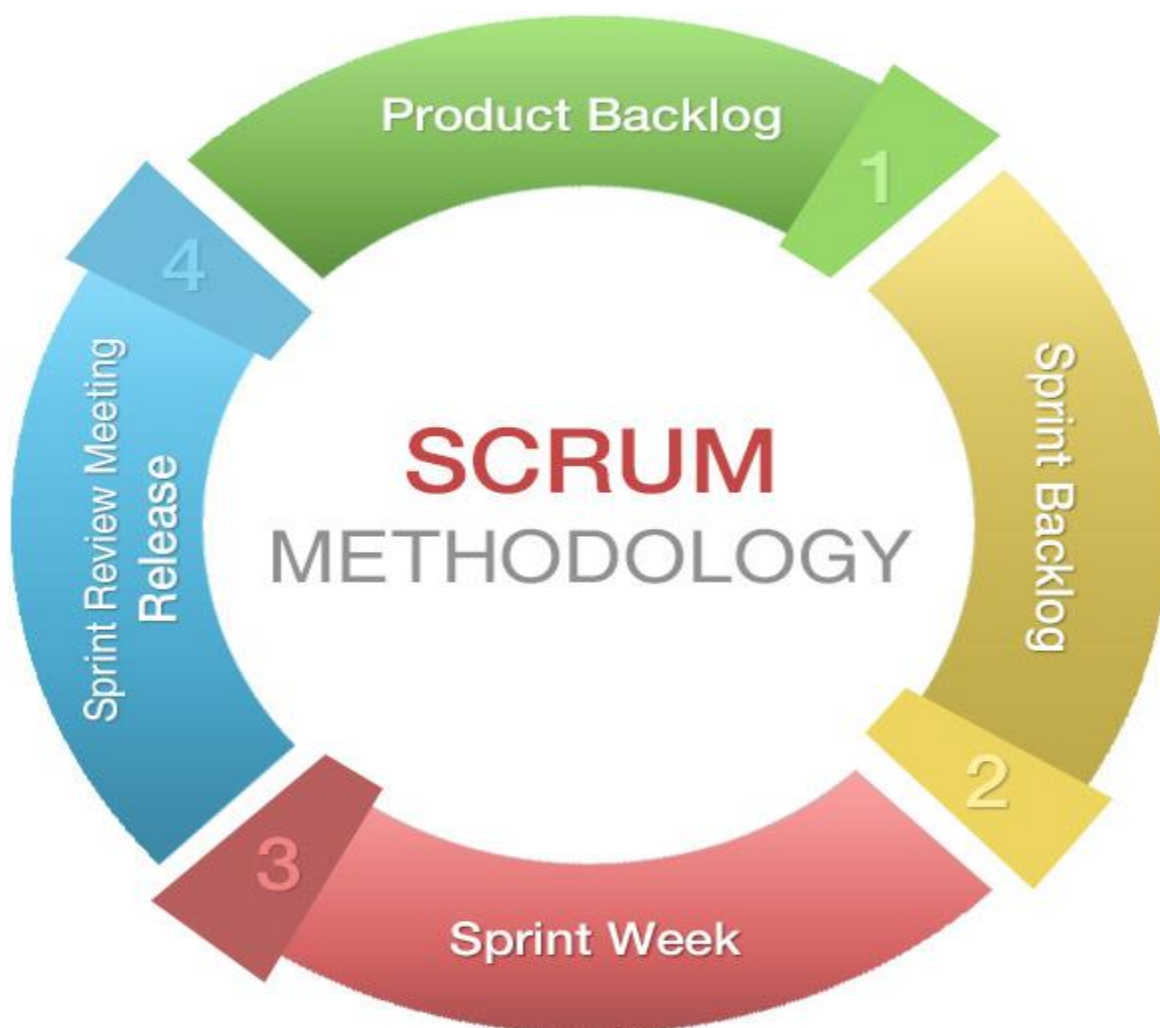 Product Backlog
1
Sprint Backlog
2
Sprint Week
3
Sprint Review Meeting
Release
4
SCRUM
METHODOLOGY